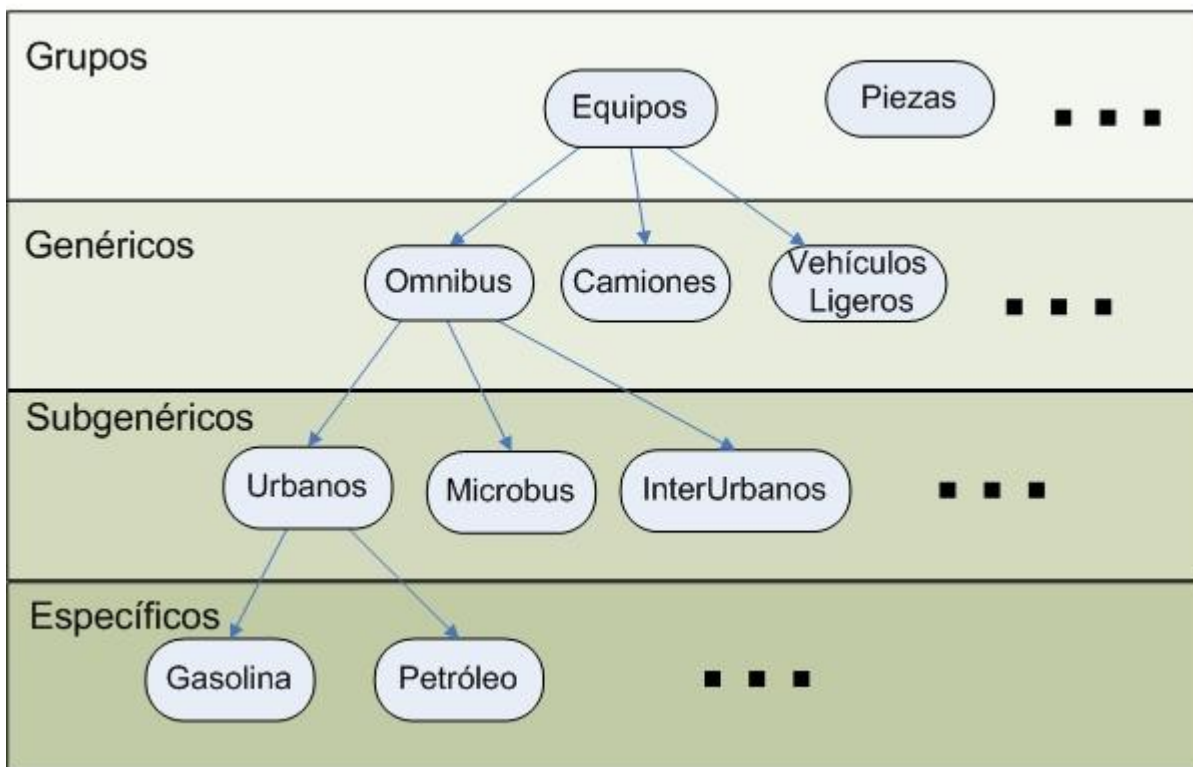 Grupos
Equipos
Piezas
Genéricos
Omnibus
Camiones
Vehículos
Ligeros
Subgenéricos
Urbanos
Microbus
InterUrbanos
Específicos
Gasolina
Petróleo